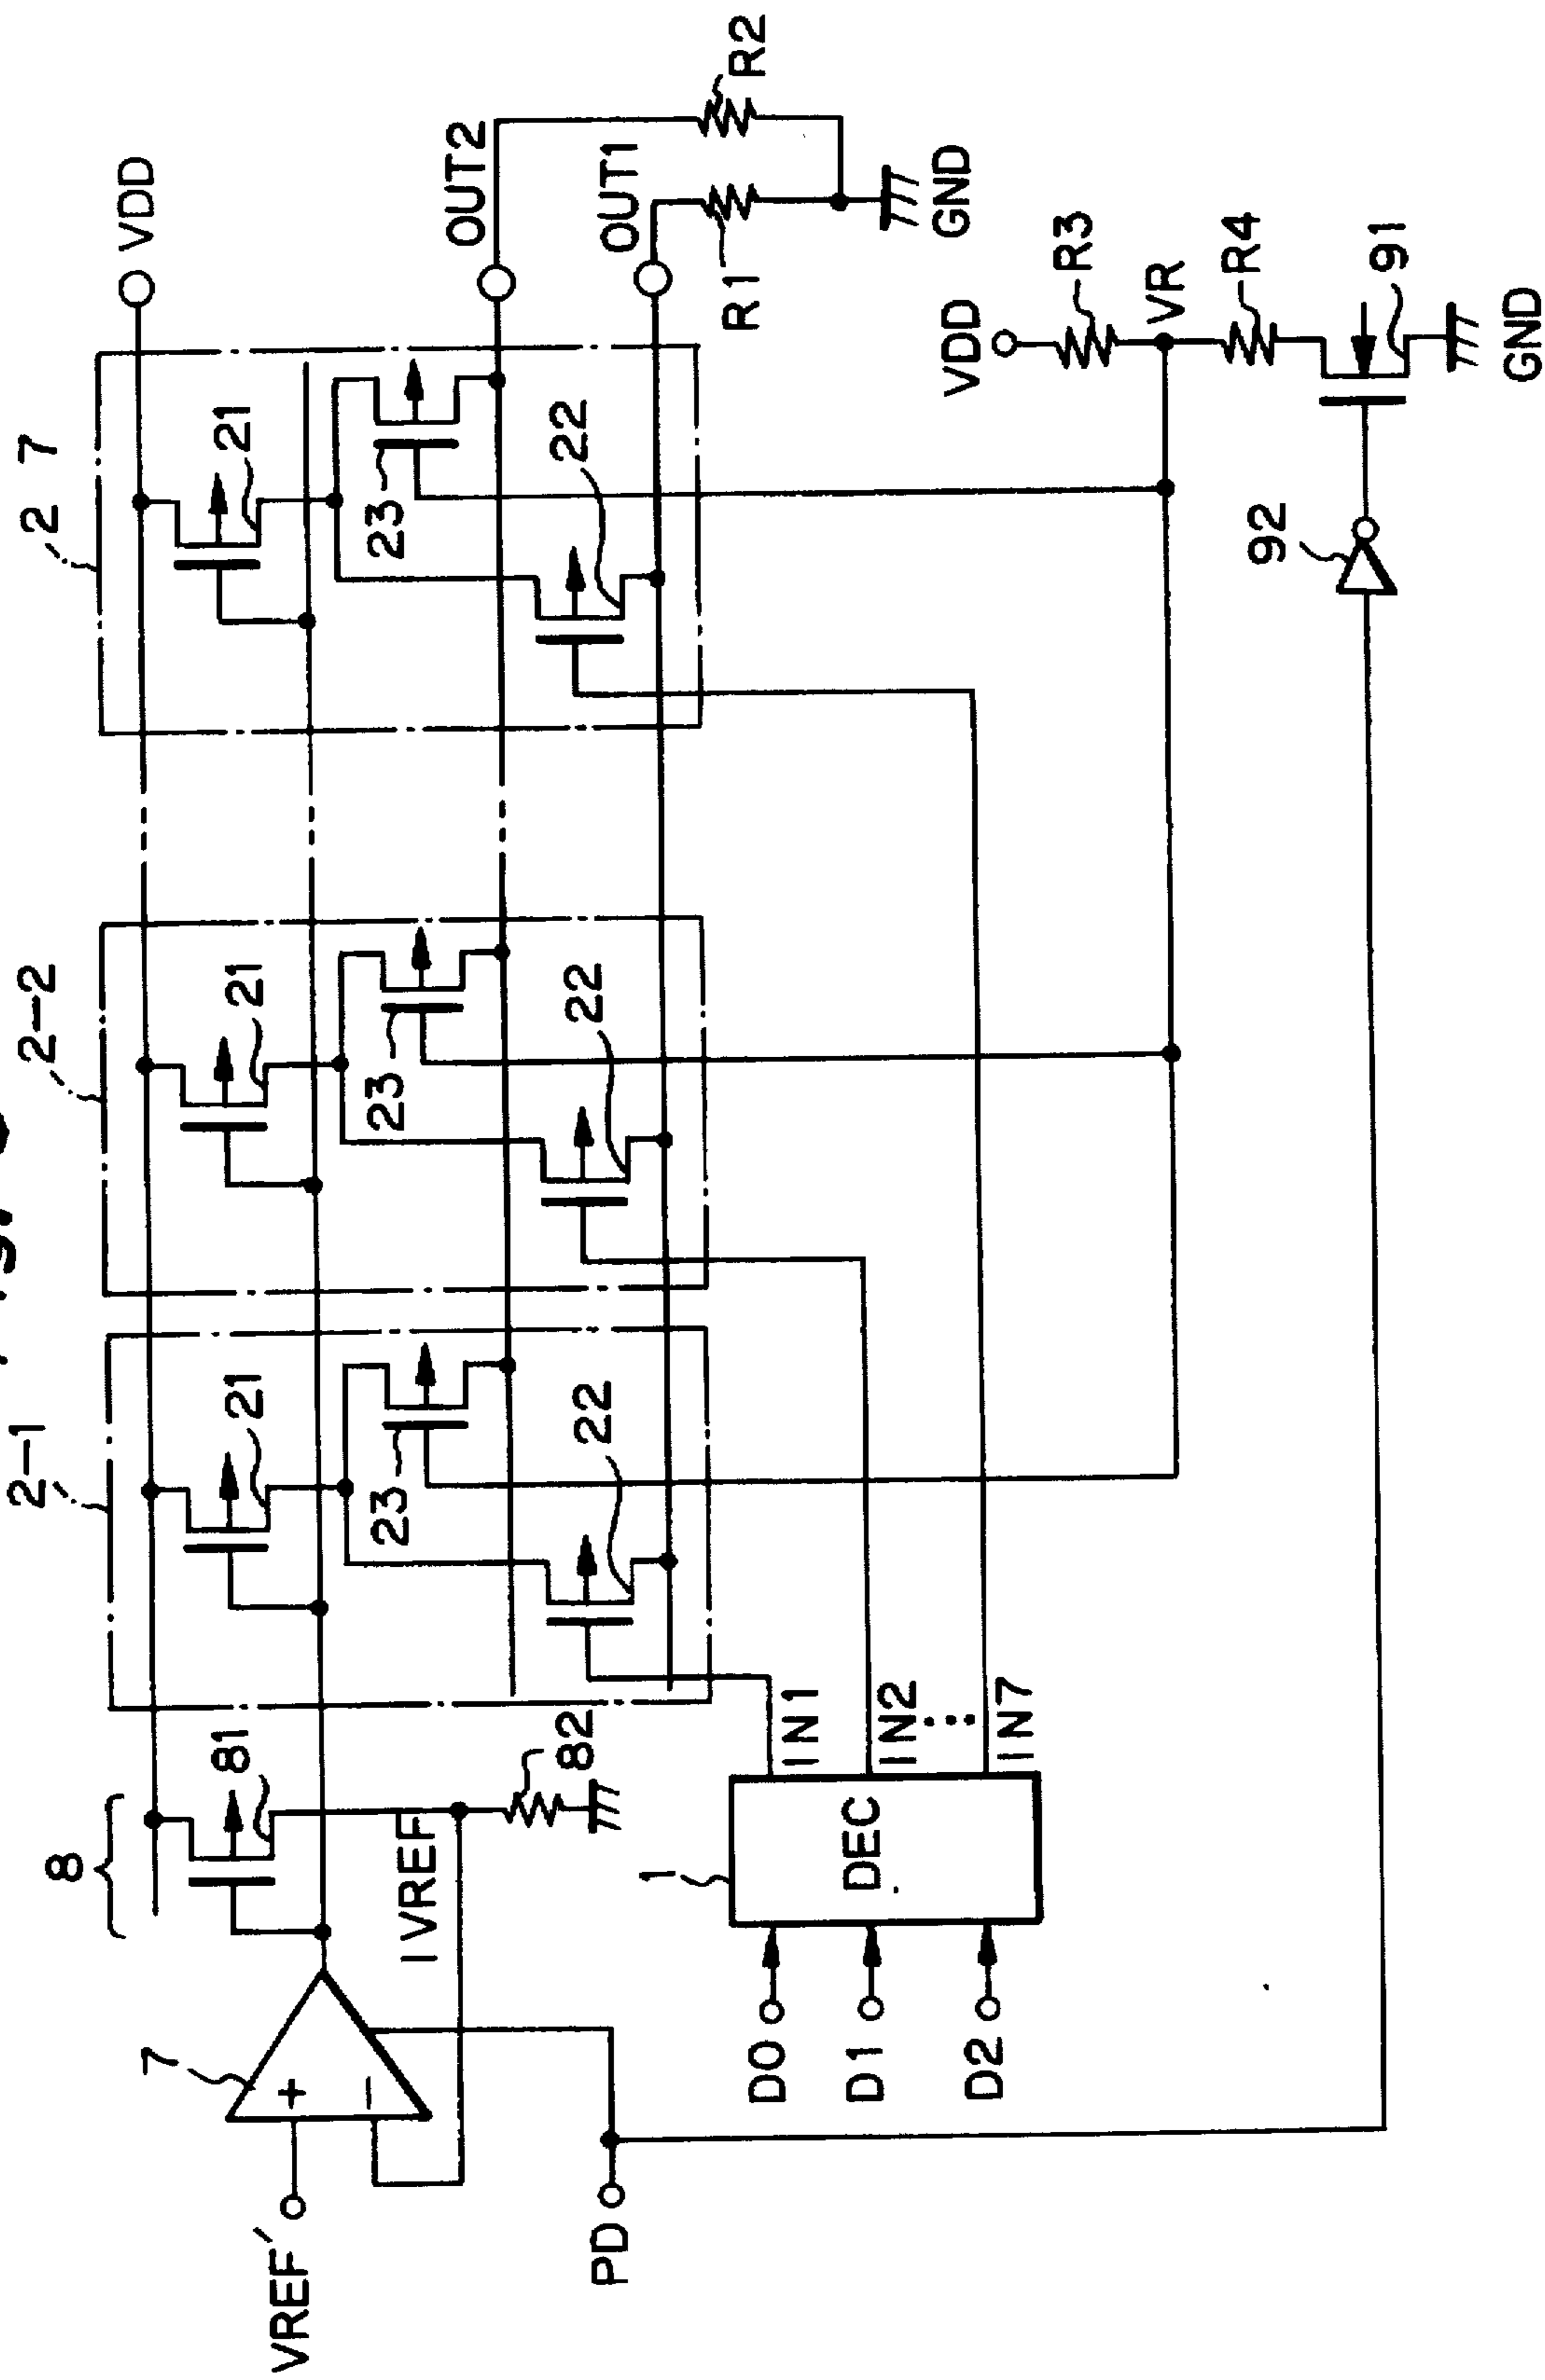 2-1
2-2
2 7
8
81
21
21
21
VDD
7
+
−
VREF'
IVREF
82
23
23
23
22
22
22
OUT2
OUT1
R1
R2
GND
PD
1
DEC
D0
D1
D2
IN1
IN2
IN7
VDD
R3
VR
R4
91
92
GND